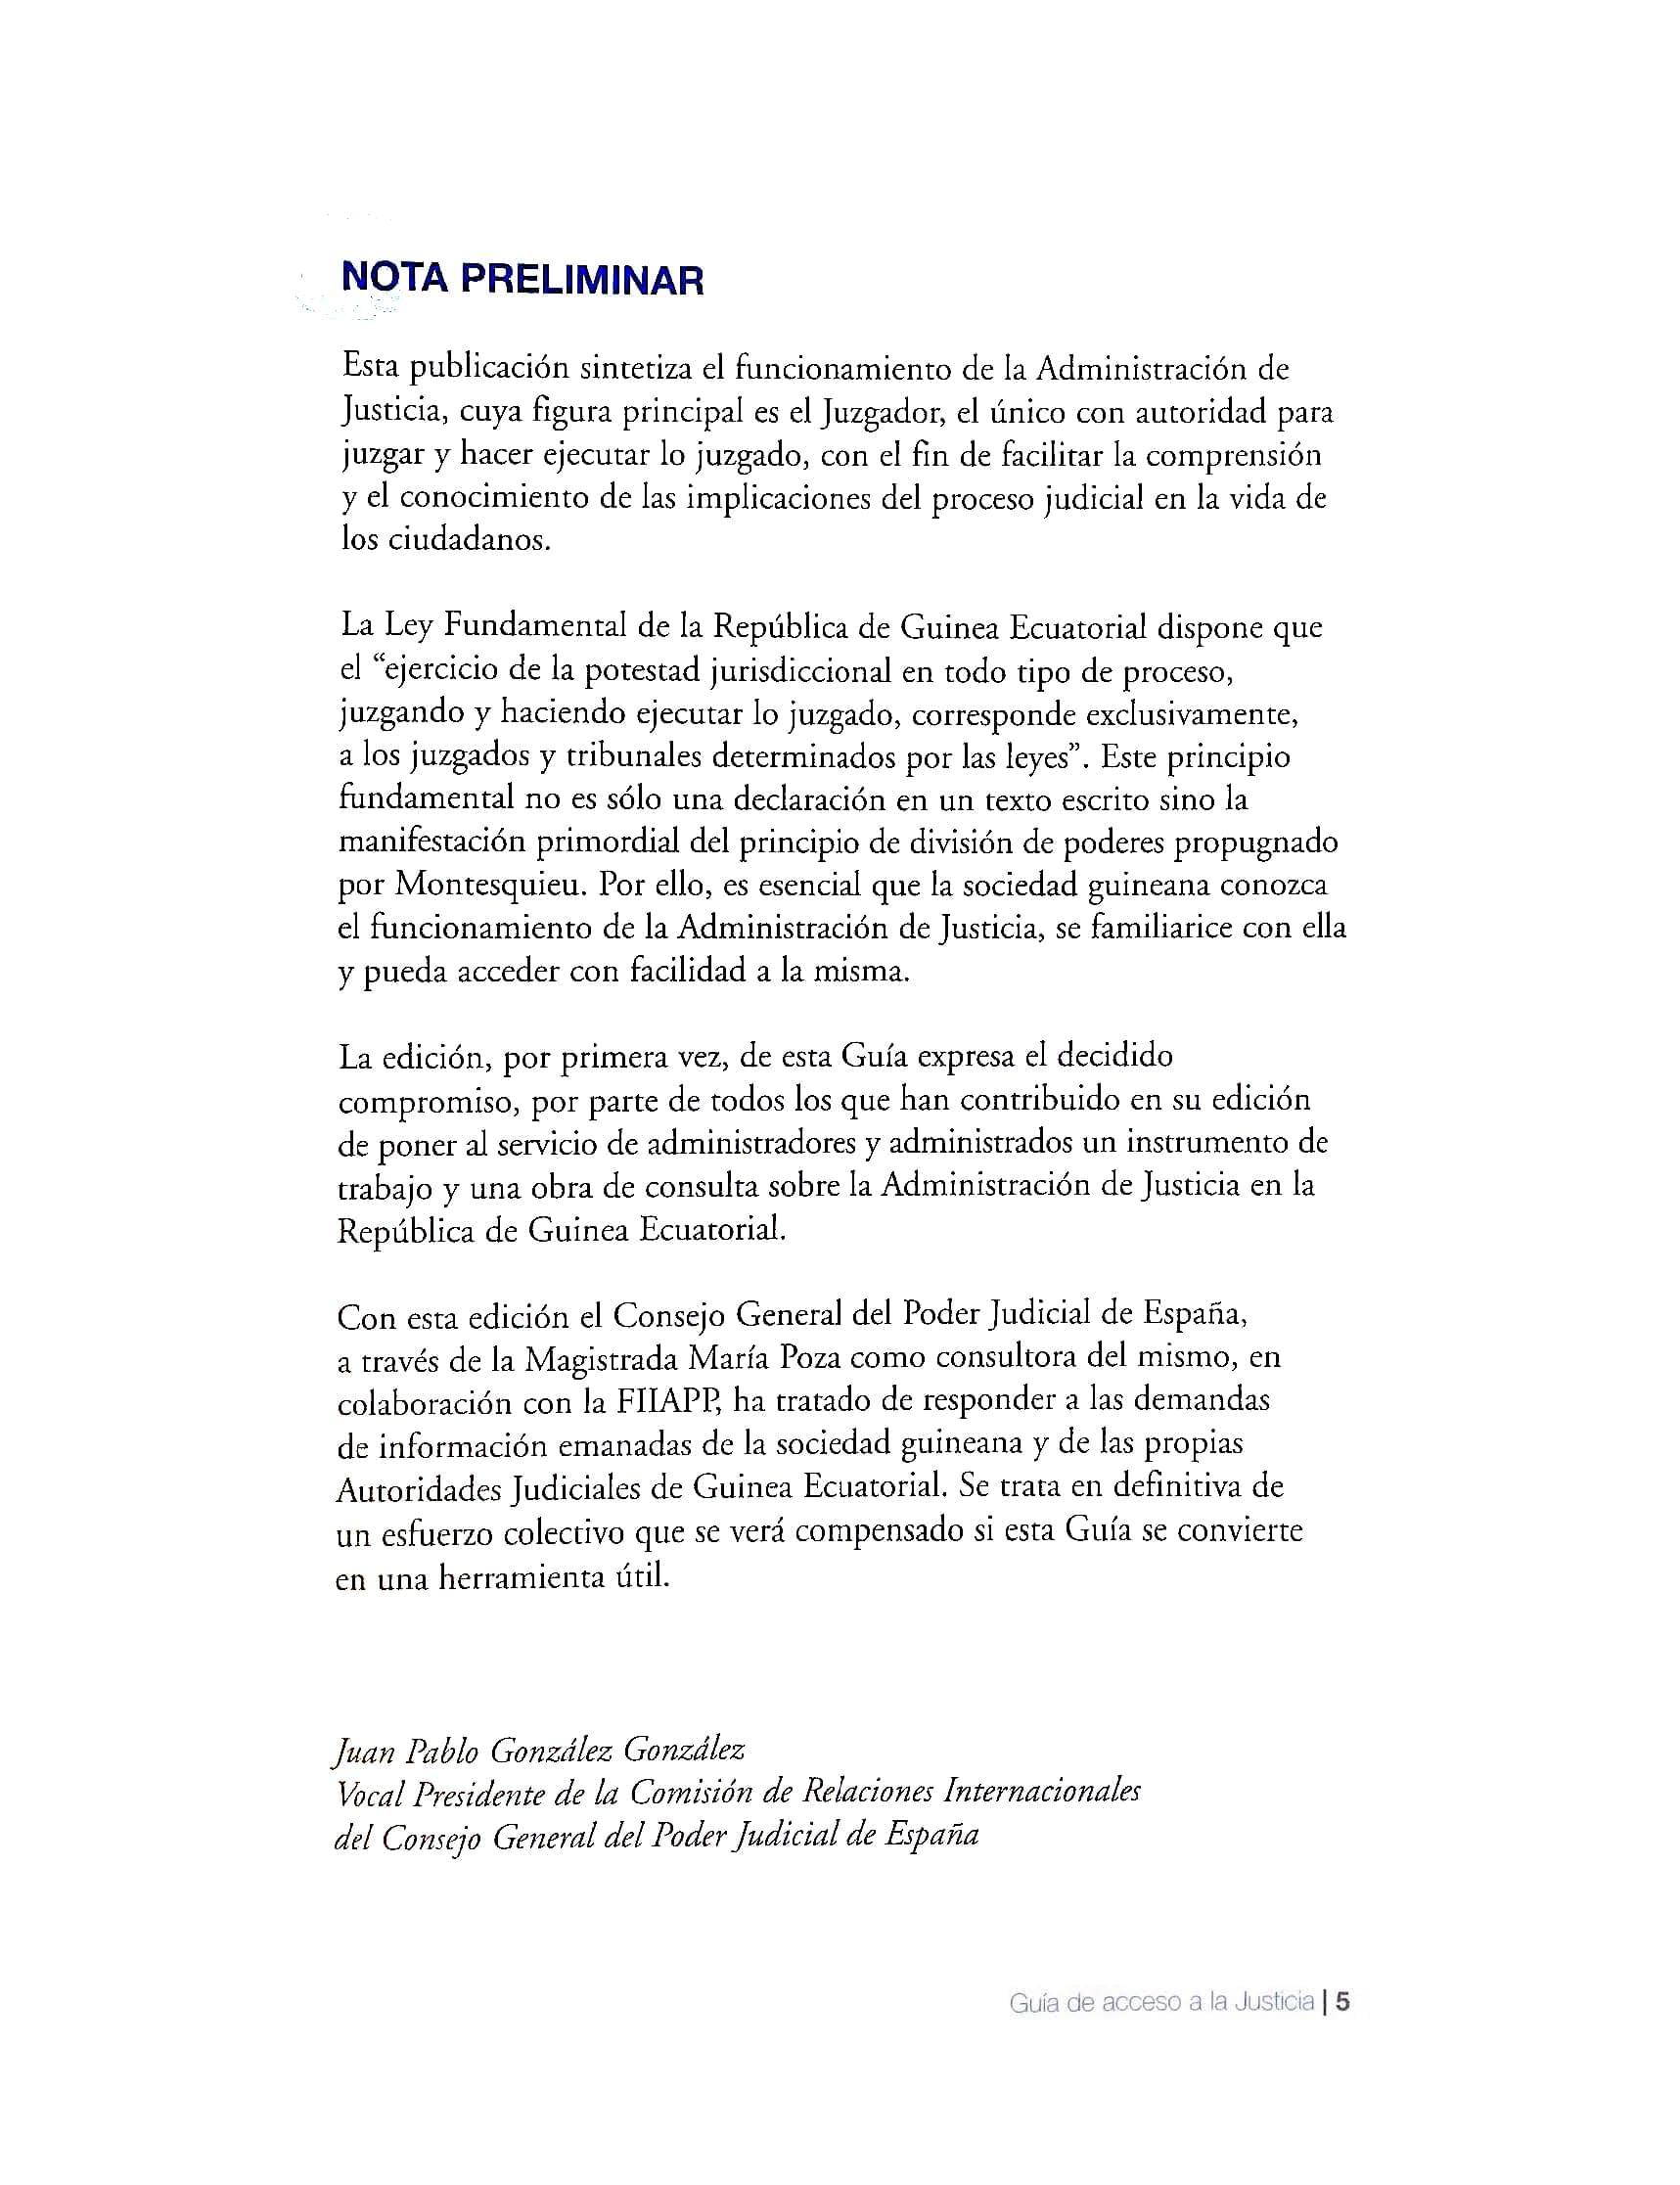 NOTA PRELIMINAR
Esta publicación sintetiza el funcionamiento de la Administración de
Justicia, cuya figura principal es el Juzgador, el único con autoridad para
juzgar y hacer ejecutar lo juzgado, con el fin de facilitar la comprensión
y el conocimiento de las implicaciones del proceso judicial en la vida de
los ciudadanos.
La Ley Fundamental de la República de Guinea Ecuatorial dispone que
el “ejercicio de la potestad jurisdiccional en todo tipo de proceso,
juzgando y haciendo ejecutar lo juzgado, corresponde exclusivamente,
a los juzgados y tribunales determinados por las leyes”. Este principio
fundamental no es sólo una declaración en un texto escrito sino la
manifestación primordial del principio de división de poderes propugnado
por Montesquieu. Por ello, es esencial que la sociedad guineana conozca
el funcionamiento de la Administración de Justicia, se familiarice con ella
y pueda acceder con facilidad a la misma.
La edición, por primera vez, de esta Guía expresa el decidido
compromiso, por parte de todos los que han contribuido en su edición
de poner al servicio de administradores y administrados un instrumento de
trabajo y una obra de consulta sobre la Administración de Justicia en la
República de Guinea Ecuatorial.
Con esta edición el Consejo General del Poder Judicial de España,
a través de la Magistrada María Poza como consultora del mismo, en
colaboración con la FIIAPP, ha tratado de responder a las demandas
de información emanadas de la sociedad guineana y de las propias
Autoridades Judiciales de Guinea Ecuatorial. Se trata en definitiva de
un esfuerzo colectivo que se verá compensado si esta Guía se convierte
en una herramienta útil.
Juan Pablo González González
Vocal Presidente de la Comisión de Relaciones Internacionales
del Consejo General del Poder Judicial de España
Guía de acceso a la Justicia | 5